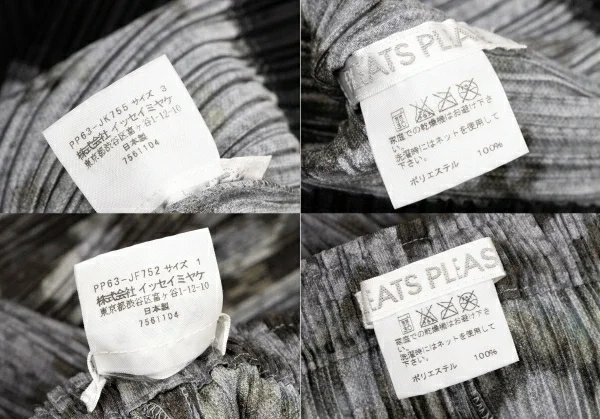 PP63-JK755 サイズ 3
株式会社 イッセイミヤケ
東京都渋谷区富ヶ谷1-12-10
日本製
7561104
EATS PLEAS
家庭での乾燥機はお避け下さ
い。
洗濯時にはネットを使用して
下さい。
ポリエステル 100%
PP63-JF752 サイズ 1
株式会社 イッセイミヤケ
東京都渋谷区富ヶ谷1-12-10
日本製
7561104
EATS PLEAS
家庭での乾燥機はお避け下さ
い。
洗濯時にはネットを使用して
下さい。
ポリエステル 100%